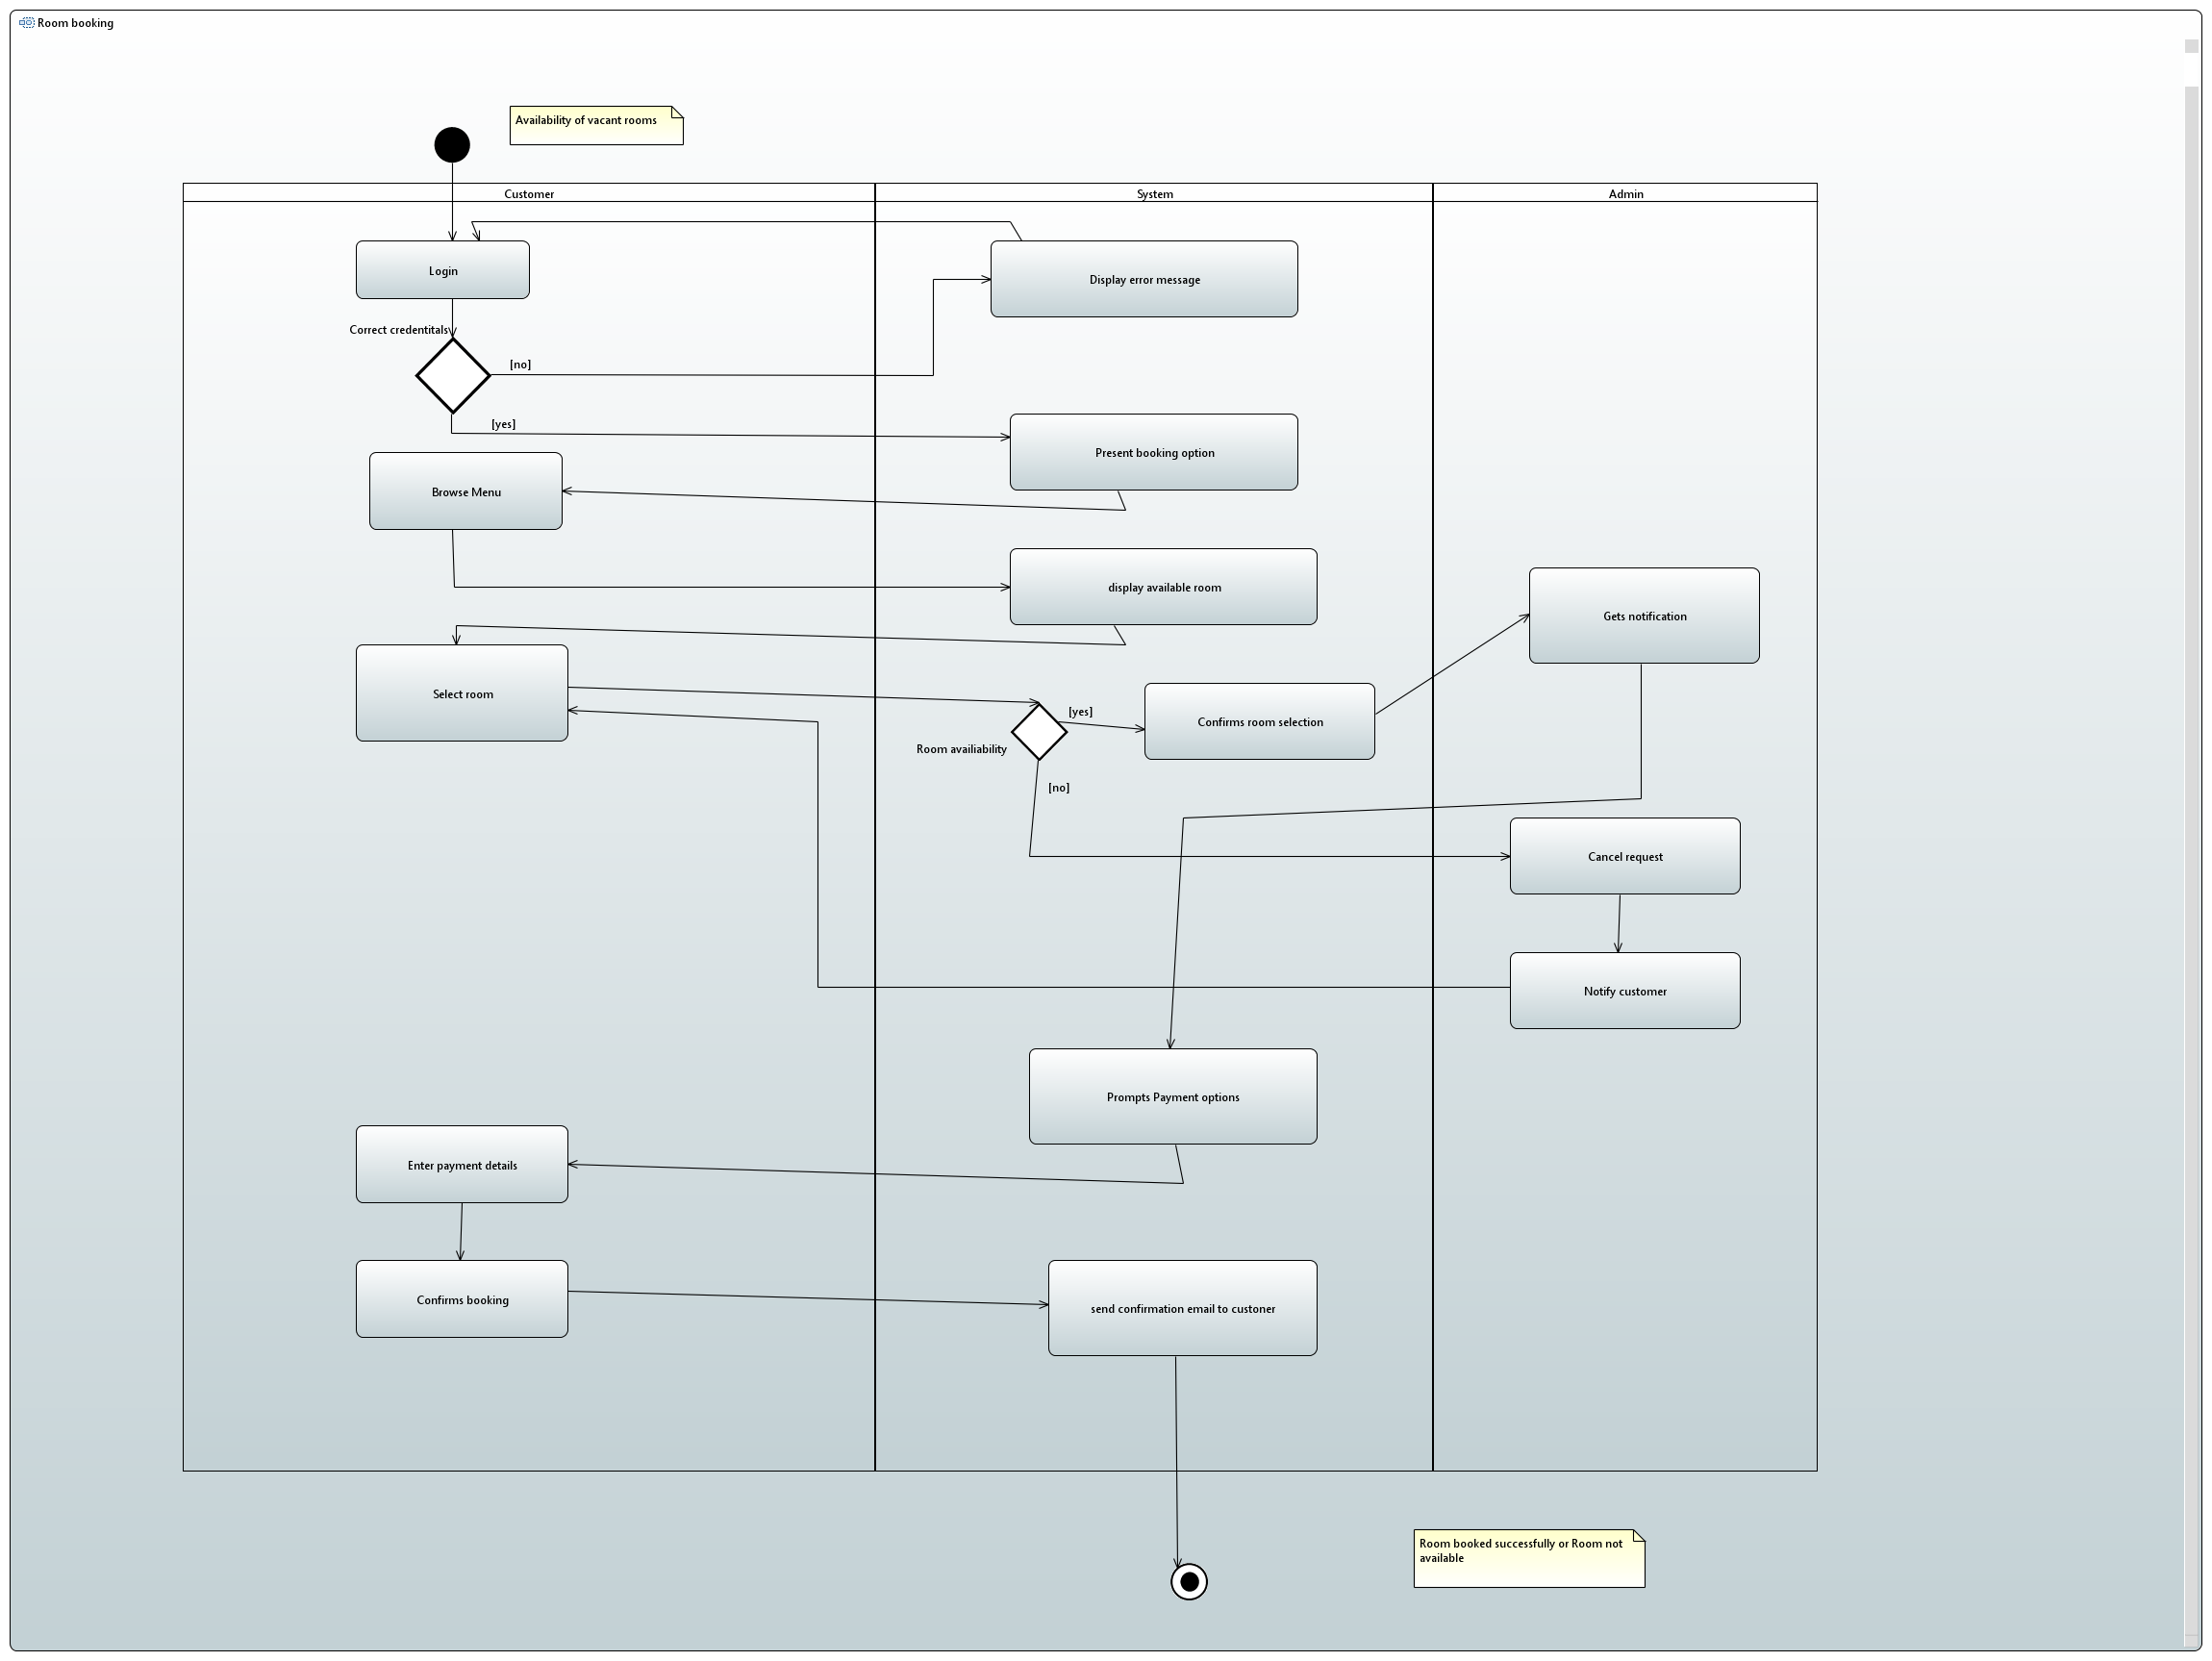 Room booking
Availability of vacant rooms
Customer
System
Admin
Login
Display error message
Correct credentitals
[no]
[yes]
Present booking option
Browse Menu
display available room
Gets notification
Select room
[yes]
Confirms room selection
Room availiability
[no]
Cancel request
Notify customer
Prompts Payment options
Enter payment details
Confirms booking
send confirmation email to custoner
Room booked successfully or Room not
available